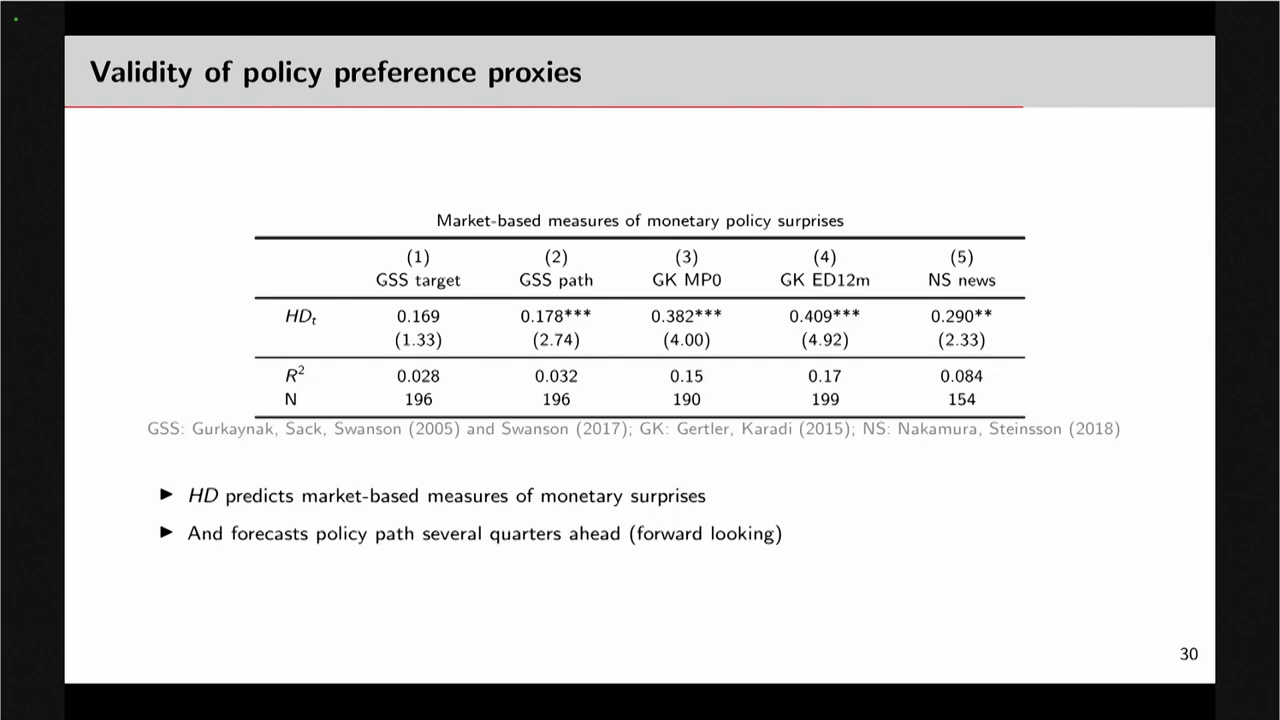 Validity of policy preference proxies
Market-based measures of monetary policy surprises
(1) (2) (3) (4) (5)
GSS target GSS path GK MP0 GK ED12m NS news
HDₜ 0.169 0.178*** 0.382*** 0.409*** 0.290**
(1.33) (2.74) (4.00) (4.92) (2.33)
R² 0.028 0.032 0.15 0.17 0.084
N 196 196 190 199 154
GSS: Gurkaynak, Sack, Swanson (2005) and Swanson (2017); GK: Gertler, Karadi (2015); NS: Nakamura, Steinsson (2018)
► HD predicts market-based measures of monetary surprises
► And forecasts policy path several quarters ahead (forward looking)
30